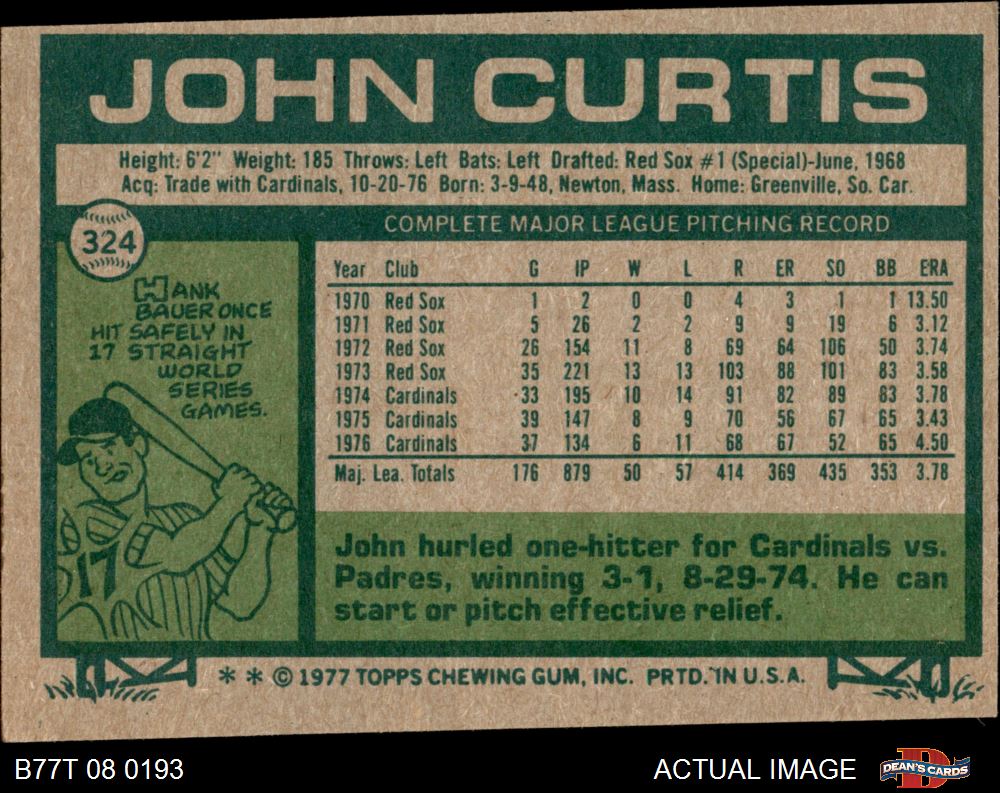 JOHN CURTIS
Height: 6'2" Weight: 185 Throws: Left Bats: Left Drafted: Red Sox #1 (Special)-June, 1968
Acq: Trade with Cardinals, 10-20-76 Born: 3-9-48, Newton, Mass. Home: Greenville, So. Car.
324
COMPLETE MAJOR LEAGUE PITCHING RECORD
HANK
BAUER ONCE
HIT SAFELY IN
17 STRAIGHT
WORLD
SERIES
GAMES.
17
Year Club G IP W L R ER SO BB ERA
1970 Red Sox 1 2 0 0 4 3 1 1 13.50
1971 Red Sox 5 26 2 2 9 9 19 6 3.12
1972 Red Sox 26 154 11 8 69 64 106 50 3.74
1973 Red Sox 35 221 13 13 103 88 101 83 3.58
1974 Cardinals 33 195 10 14 91 82 89 83 3.78
1975 Cardinals 39 147 8 9 70 56 67 65 3.43
1976 Cardinals 37 134 6 11 68 67 52 65 4.50
Maj. Lea. Totals 176 879 50 57 414 369 435 353 3.78
John hurled one-hitter for Cardinals vs.
Padres, winning 3-1, 8-29-74. He can
start or pitch effective relief.
* * © 1977 TOPPS CHEWING GUM, INC. PRTD. IN U.S.A.
B77T 08 0193
ACTUAL IMAGE
D
DEAN'S CARDS